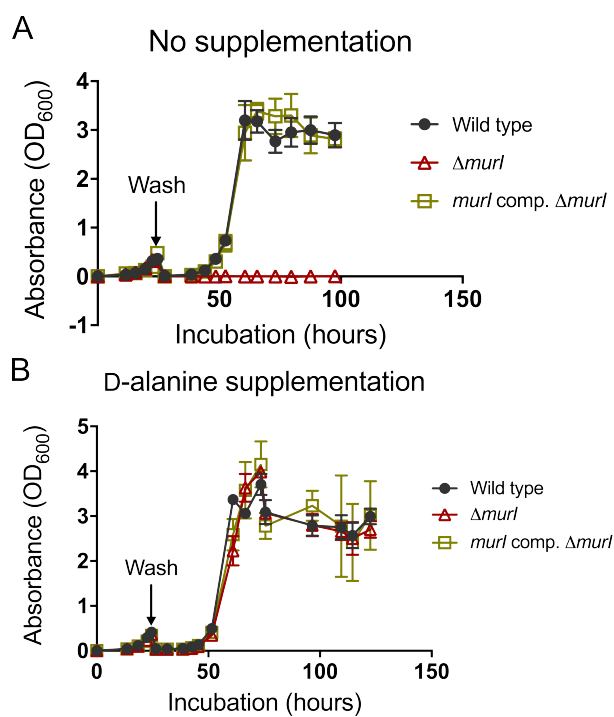 A
No supplementation
4
3
2
1
0
-1
50
100
150
Absorbance (OD600)
Wash
Incubation (hours)
Wild type
ΔmurI
murI comp. ΔmurI
B
D-alanine supplementation
5
4
3
2
1
0
0
50
100
150
Absorbance (OD600)
Wash
Incubation (hours)
Wild type
ΔmurI
murI comp. ΔmurI